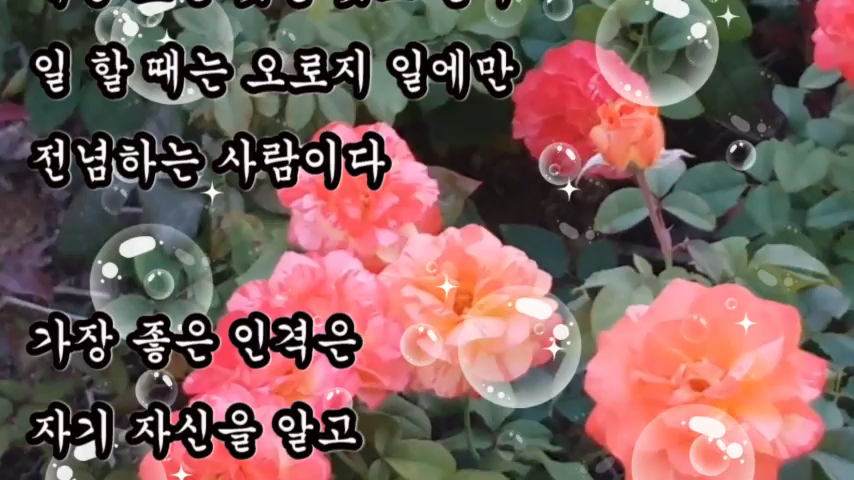 일 할 때는 오로지 일에만
전념하는 사람이다
가장 좋은 인격은
자기 자신을 알고